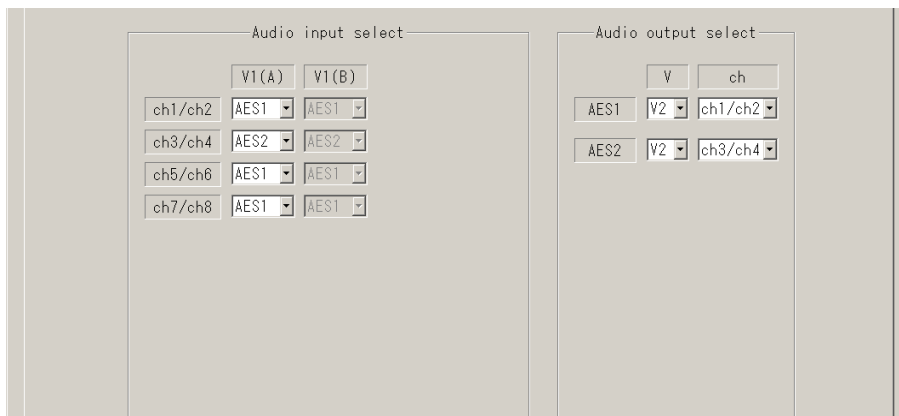 Audio input select
V1(A) V1(B)
ch1/ch2 AES1 AES1
ch3/ch4 AES2 AES2
ch5/ch6 AES1 AES1
ch7/ch8 AES1 AES1
Audio output select
V ch
AES1 V2 ch1/ch2
AES2 V2 ch3/ch4